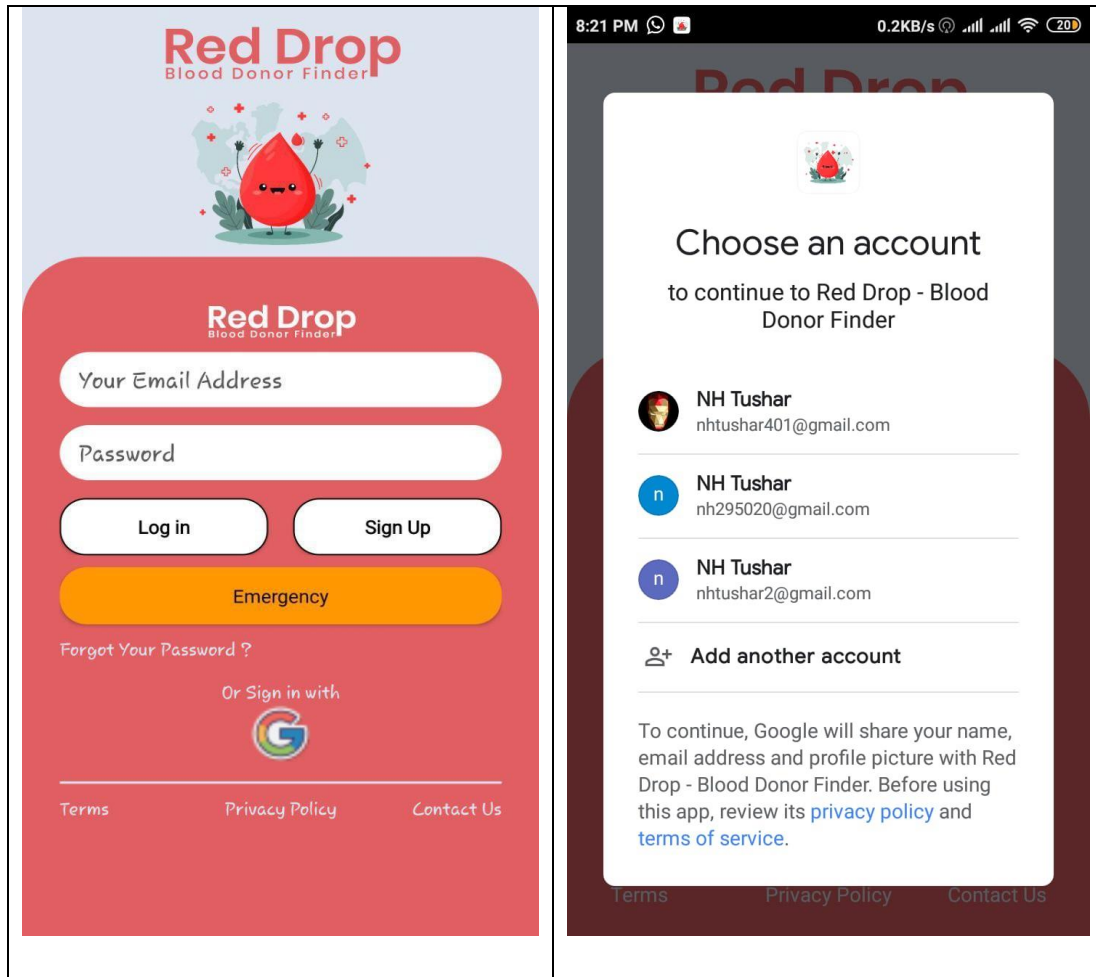 Red Drop
Blood Donor Finder
Red Drop
Blood Donor Finder
Your Email Address
Password
Log in
Sign Up
Emergency
Forgot Your Password ?
Or Sign in with
Terms
Privacy Policy
Contact Us
8:21 PM
0.2KB/s
20
Red Drop
Choose an account
to continue to Red Drop - Blood
Donor Finder
NH Tushar
nhtushar401@gmail.com
n
NH Tushar
nh295020@gmail.com
n
NH Tushar
nhtushar2@gmail.com
Add another account
To continue, Google will share your name,
email address and profile picture with Red
Drop - Blood Donor Finder. Before using
this app, review its privacy policy and
terms of service.
Terms
Privacy Policy
Contact Us